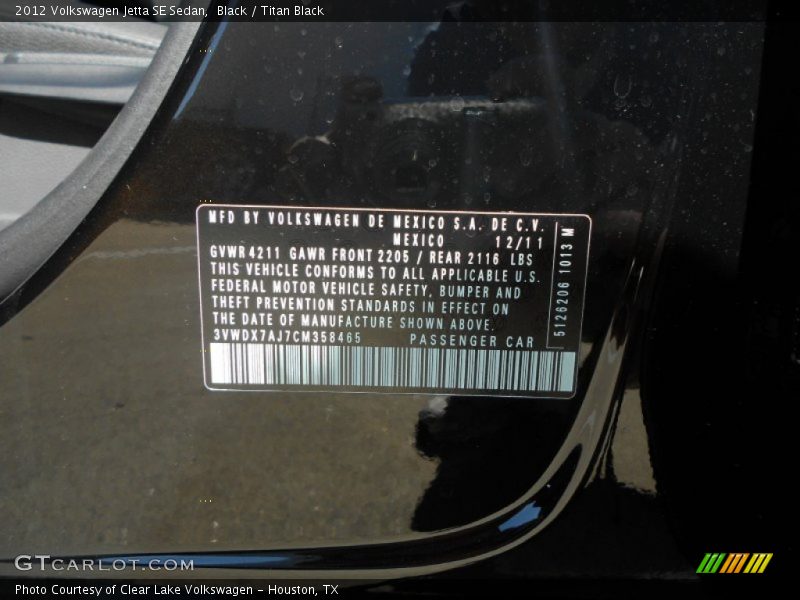 2012 Volkswagen Jetta SE Sedan,  Black / Titan Black
MFD BY VOLKSWAGEN DE MEXICO S.A. DE C.V.
MEXICO 12/11
GVWR 4211 GAWR FRONT 2205 / REAR 2116 LBS
THIS VEHICLE CONFORMS TO ALL APPLICABLE U.S.
FEDERAL MOTOR VEHICLE SAFETY, BUMPER AND
THEFT PREVENTION STANDARDS IN EFFECT ON
THE DATE OF MANUFACTURE SHOWN ABOVE.
3VWDX7AJ7CM358465 PASSENGER CAR
5126206 1013 M
GTCARLOT.COM
Photo Courtesy of Clear Lake Volkswagen - Houston, TX